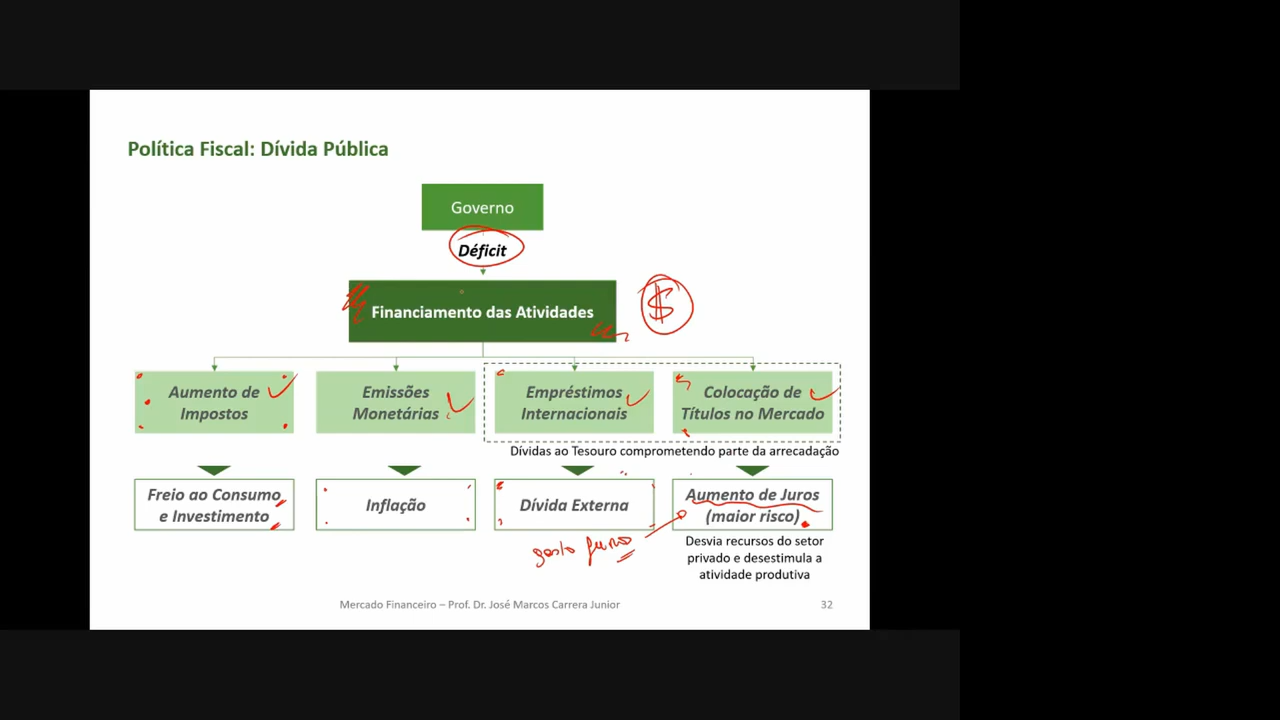 Política Fiscal: Dívida Pública
Governo
Déficit
Financiamento das Atividades
$
Aumento de
Impostos
Emissões
Monetárias
Empréstimos
Internacionais
Colocação de
Títulos no Mercado
Dívidas ao Tesouro comprometendo parte da arrecadação
Freio ao Consumo
e Investimento
Inflação
Dívida Externa
Aumento de Juros
(maior risco)
gasto juros
Desvia recursos do setor
privado e desestimula a
atividade produtiva
Mercado Financeiro – Prof. Dr. José Marcos Carrera Junior
32